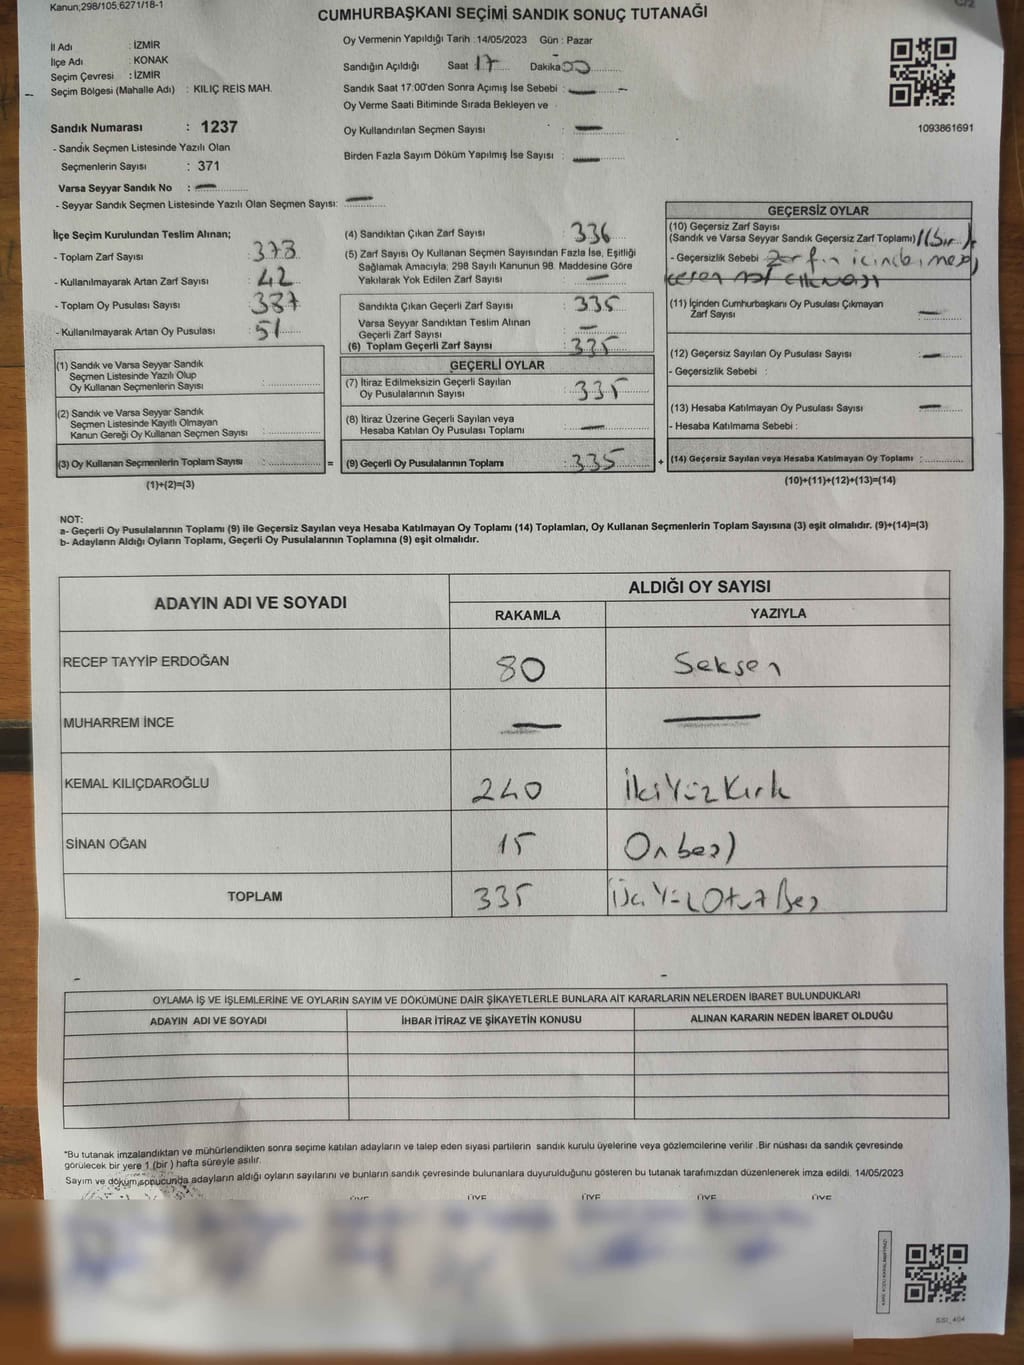 Kanun;298/105;6271/18-1
CUMHURBAŞKANI SEÇİMİ SANDIK SONUÇ TUTANAĞI
İl Adı : İZMİR
İlçe Adı : KONAK
Seçim Çevresi : İZMİR
Seçim Bölgesi (Mahalle Adı) : KILIÇ REİS MAH.
Sandık Numarası : 1237
- Sandık Seçmen Listesinde Yazılı Olan
Seçmenlerin Sayısı : 371
Varsa Seyyar Sandık No : —
- Seyyar Sandık Seçmen Listesinde Yazılı Olan Seçmen Sayısı: —
Oy Vermenin Yapıldığı Tarih : 14/05/2023 Gün : Pazar
Sandığın Açıldığı Saat : 17 Dakika 00
Sandık Saat 17:00'den Sonra Açımış İse Sebebi : —
Oy Verme Saati Bitiminde Sırada Bekleyen ve
Oy Kullandırılan Seçmen Sayısı : —
Birden Fazla Sayım Döküm Yapılmış İse Sayısı : —
1093861691
İlçe Seçim Kurulundan Teslim Alınan;
- Toplam Zarf Sayısı : 378
- Kullanılmayarak Artan Zarf Sayısı : 42
- Toplam Oy Pusulası Sayısı : 387
- Kullanılmayarak Artan Oy Pusulası : 51
(1) Sandık ve Varsa Seyyar Sandık
Seçmen Listesinde Yazılı Olup
Oy Kullanan Seçmenlerin Sayısı :
(2) Sandık ve Varsa Seyyar Sandık
Seçmen Listesinde Kayıtlı Olmayan
Kanun Gereği Oy Kullanan Seçmen Sayısı :
(3) Oy Kullanan Seçmenlerin Toplam Sayısı :
(1)+(2)=(3)
=
(4) Sandıktan Çıkan Zarf Sayısı : 336
(5) Zarf Sayısı Oy Kullanan Seçmen Sayısından Fazla İse, Eşitliği
Sağlamak Amacıyla, 298 Sayılı Kanunun 98. Maddesine Göre
Yakılarak Yok Edilen Zarf Sayısı : —
Sandıkta Çıkan Geçerli Zarf Sayısı : 335
Varsa Seyyar Sandıktan Teslim Alınan
Geçerli Zarf Sayısı : —
(6) Toplam Geçerli Zarf Sayısı : 335
GEÇERLİ OYLAR
(7) İtiraz Edilmeksizin Geçerli Sayılan
Oy Pusulalarının Sayısı : 335
(8) İtiraz Üzerine Geçerli Sayılan veya
Hesaba Katılan Oy Pusulası Toplamı : —
(9) Geçerli Oy Pusulalarının Toplamı : 335
+
GEÇERSİZ OYLAR
(10) Geçersiz Zarf Sayısı
(Sandık ve Varsa Seyyar Sandık Geçersiz Zarf Toplamı)
- Geçersizlik Sebebi : Zarfın içinde
(11) İçinden Cumhurbaşkanı Oy Pusulası Çıkmayan
Zarf Sayısı : —
(12) Geçersiz Sayılan Oy Pusulası Sayısı : —
- Geçersizlik Sebebi :
(13) Hesaba Katılmayan Oy Pusulası Sayısı : —
- Hesaba Katılmama Sebebi :
(14) Geçersiz Sayılan veya Hesaba Katılmayan Oy Toplamı :
(10)+(11)+(12)+(13)=(14)
NOT:
a- Geçerli Oy Pusulalarının Toplamı (9) ile Geçersiz Sayılan veya Hesaba Katılmayan Oy Toplamı (14) Toplamları, Oy Kullanan Seçmenlerin Toplam Sayısına (3) eşit olmalıdır. (9)+(14)=(3)
b- Adayların Aldığı Oyların Toplamı, Geçerli Oy Pusulalarının Toplamına (9) eşit olmalıdır.
ADAYIN ADI VE SOYADI
ALDIĞI OY SAYISI
RAKAMLA YAZIYLA
RECEP TAYYİP ERDOĞAN 80 Seksen
MUHARREM İNCE — —
KEMAL KILIÇDAROĞLU 240 İkiYüzKırk
SİNAN OĞAN 15 Onbeş
TOPLAM 335 ÜçYüzOtuzBeş
OYLAMA İŞ VE İŞLEMLERİNE VE OYLARIN SAYIM VE DÖKÜMÜNE DAİR ŞİKAYETLERLE BUNLARA AİT KARARLARIN NELERDEN İBARET BULUNDUKLARI
ADAYIN ADI VE SOYADI İHBAR İTİRAZ VE ŞİKAYETİN KONUSU ALINAN KARARIN NEDEN İBARET OLDUĞU
*Bu tutanak imzalandıktan ve mühürlendikten sonra seçime katılan adayların ve talep eden siyasi partilerin sandık kurulu üyelerine veya gözlemcilerine verilir .Bir nüshası da sandık çevresinde
görülecek bir yere 1 (bir ) hafta süreyle asılır.
Sayım ve döküm sonucunda adayların aldığı oyların sayılarını ve bunların sandık çevresinde bulunanlara duyurulduğunu gösteren bu tutanak tarafımızdan düzenlenerek imza edildi. 14/05/2023
ÜYE ÜYE ÜYE ÜYE ÜYE